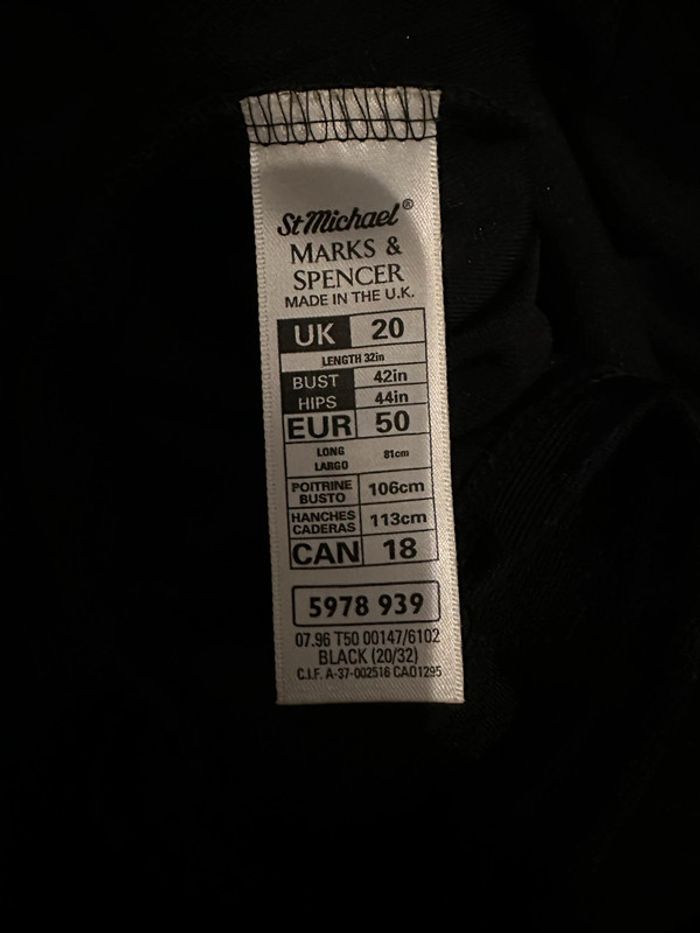 St Michael®
MARKS &
SPENCER
MADE IN THE U.K.
UK 20
LENGTH 32in
BUST 42in
HIPS 44in
EUR 50
LONG
LARGO 81cm
POITRINE
BUSTO 106cm
HANCHES
CADERAS 113cm
CAN 18
5978 939
07.96 T50 00147/6102
BLACK (20/32)
C.I.F. A-37-002516 CA01295